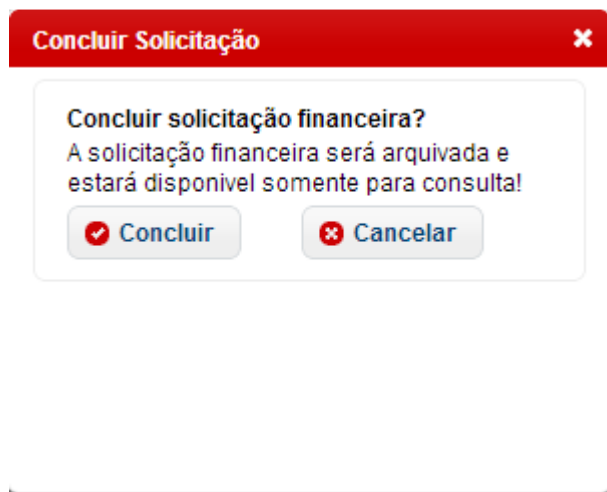 Concluir Solicitação
Concluir solicitação financeira?
A solicitação financeira será arquivada e
estará disponivel somente para consulta!
Concluir Cancelar